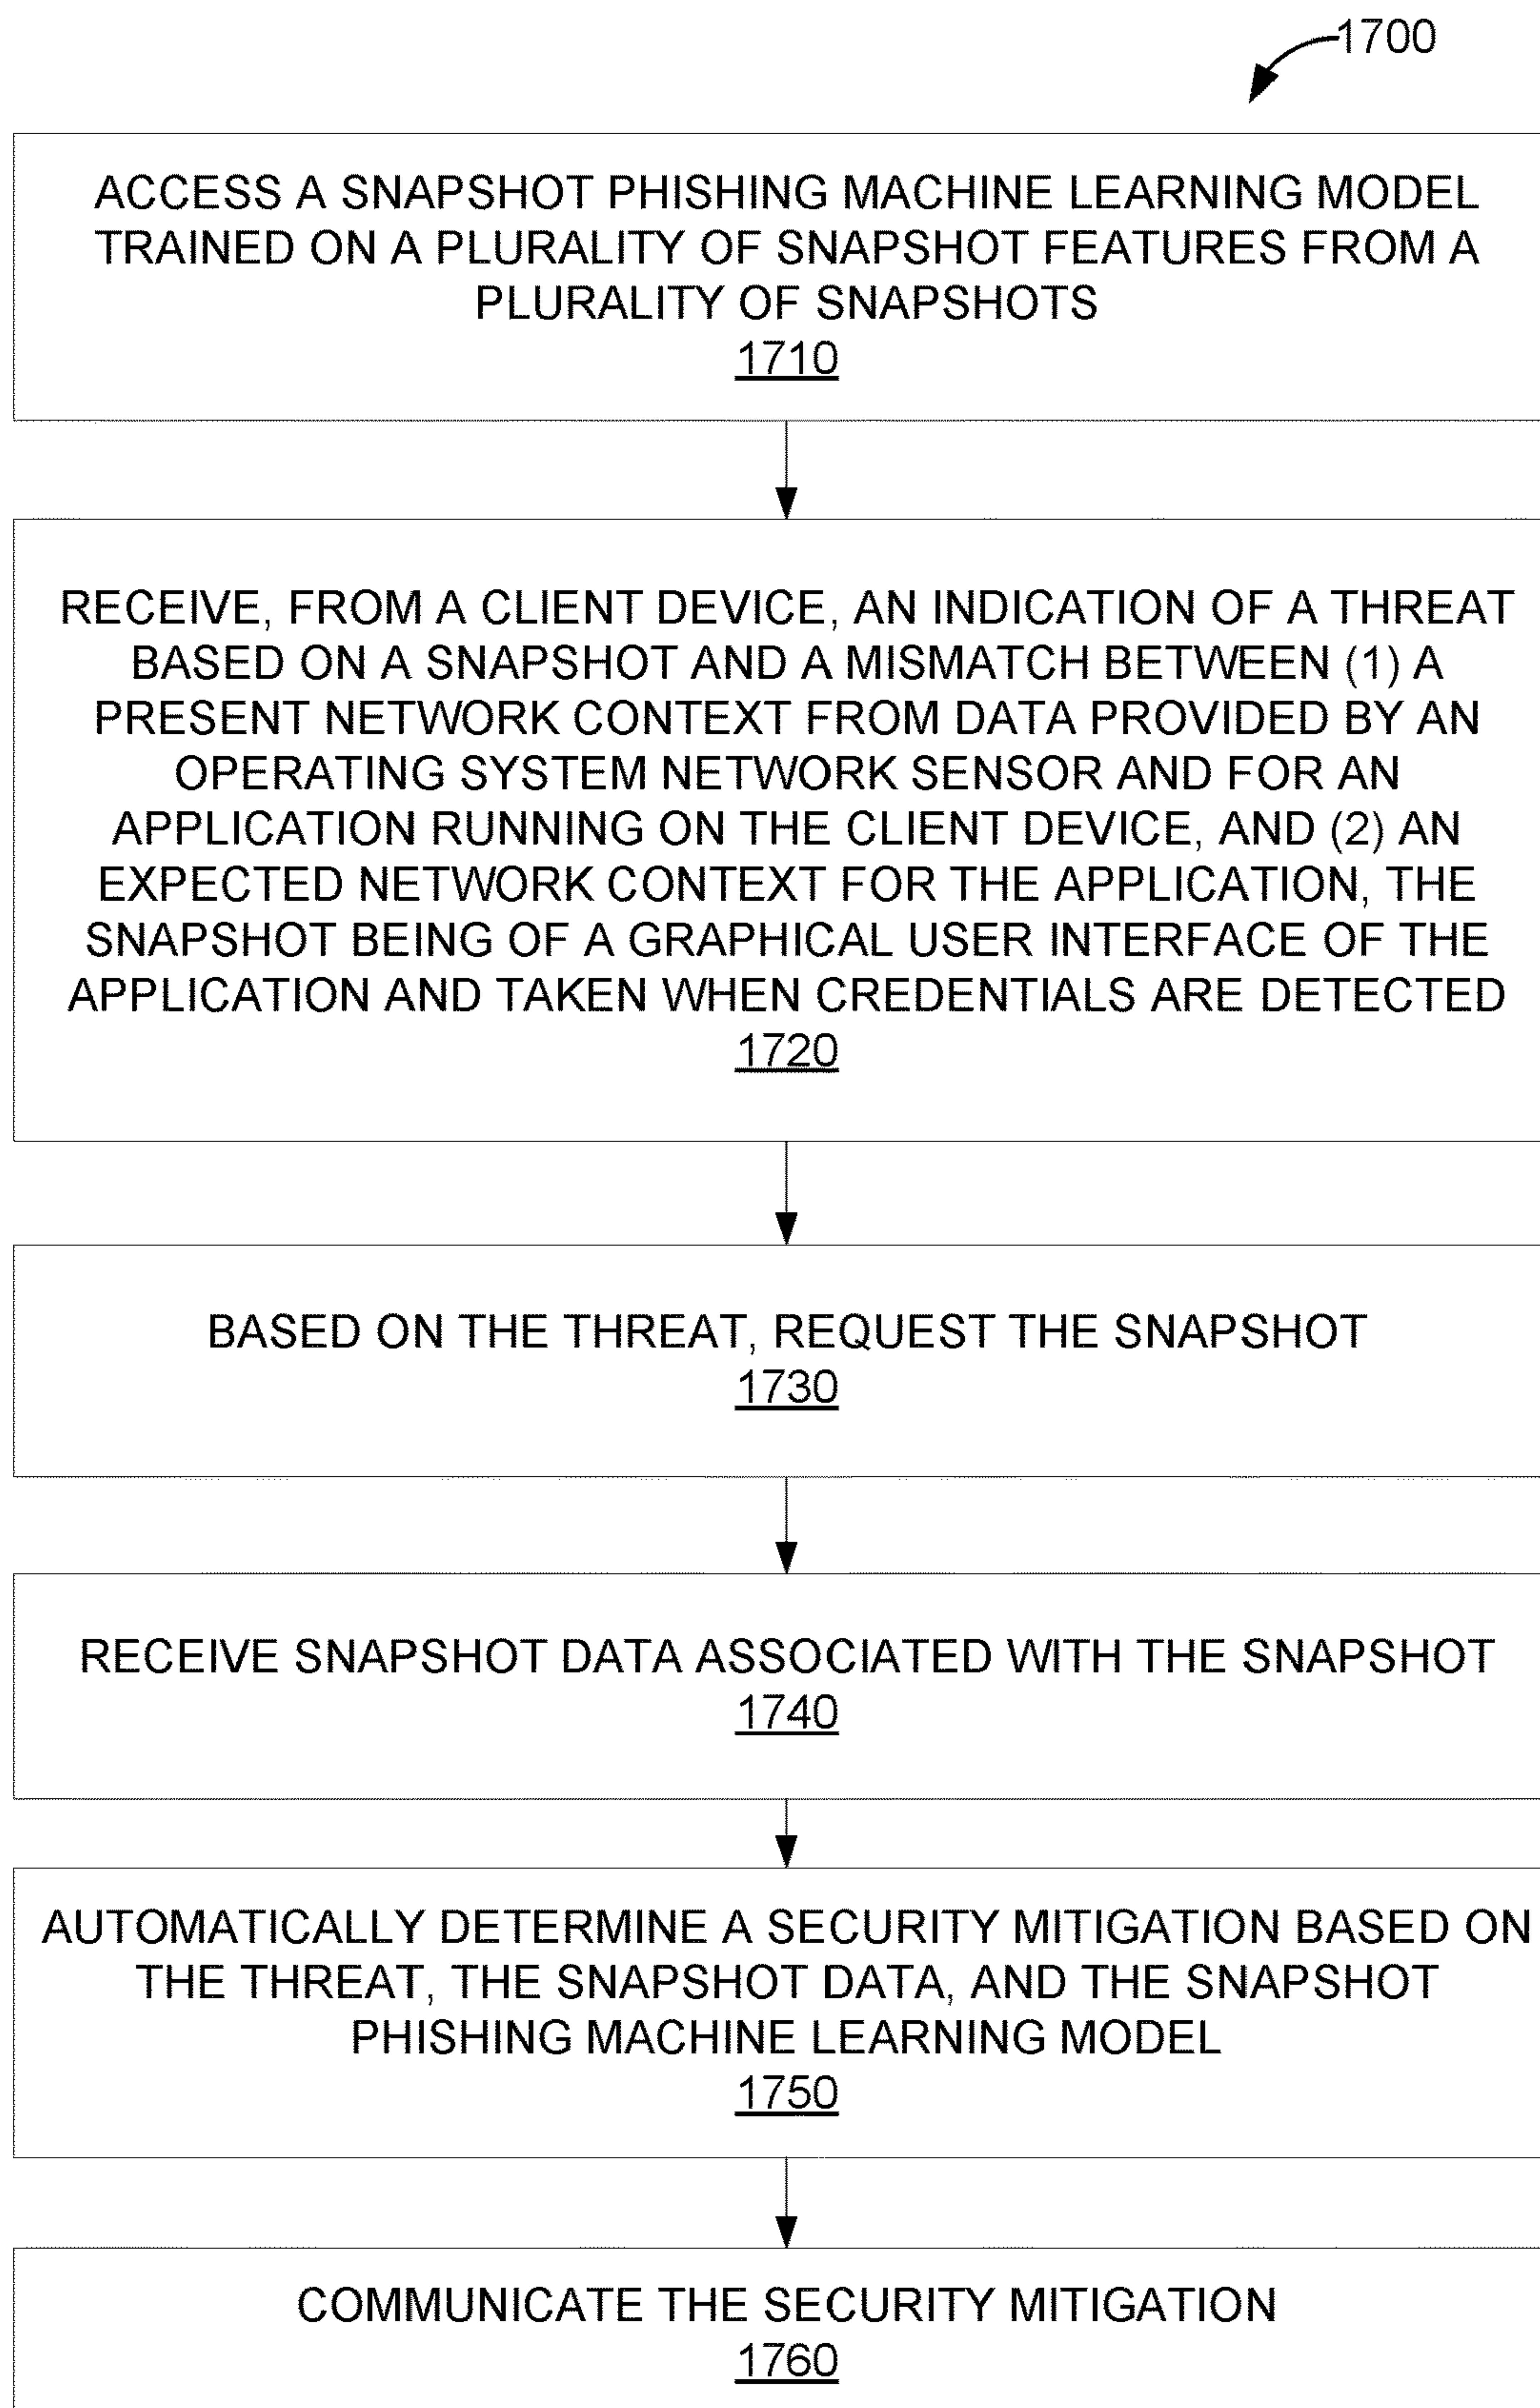 1700
ACCESS A SNAPSHOT PHISHING MACHINE LEARNING MODEL
TRAINED ON A PLURALITY OF SNAPSHOT FEATURES FROM A
PLURALITY OF SNAPSHOTS
1710
RECEIVE, FROM A CLIENT DEVICE, AN INDICATION OF A THREAT
BASED ON A SNAPSHOT AND A MISMATCH BETWEEN (1) A
PRESENT NETWORK CONTEXT FROM DATA PROVIDED BY AN
OPERATING SYSTEM NETWORK SENSOR AND FOR AN
APPLICATION RUNNING ON THE CLIENT DEVICE, AND (2) AN
EXPECTED NETWORK CONTEXT FOR THE APPLICATION, THE
SNAPSHOT BEING OF A GRAPHICAL USER INTERFACE OF THE
APPLICATION AND TAKEN WHEN CREDENTIALS ARE DETECTED
1720
BASED ON THE THREAT, REQUEST THE SNAPSHOT
1730
RECEIVE SNAPSHOT DATA ASSOCIATED WITH THE SNAPSHOT
1740
AUTOMATICALLY DETERMINE A SECURITY MITIGATION BASED ON
THE THREAT, THE SNAPSHOT DATA, AND THE SNAPSHOT
PHISHING MACHINE LEARNING MODEL
1750
COMMUNICATE THE SECURITY MITIGATION
1760